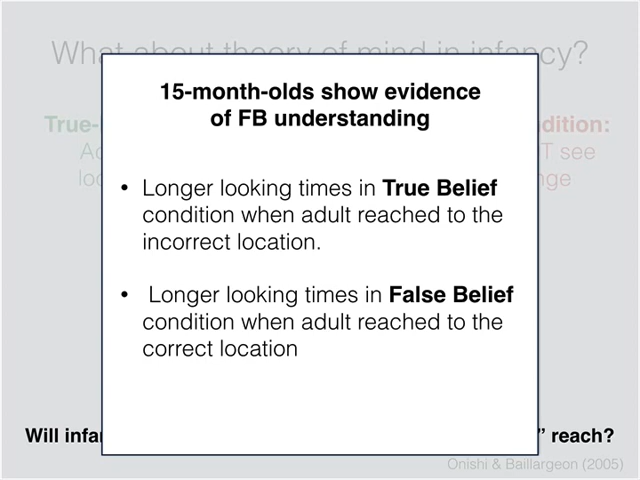 What about theory of mind in infancy?
15-month-olds show evidence
of FB understanding
True-
dition:
Ac
T see
loc
nge
• Longer looking times in True Belief
condition when adult reached to the
incorrect location.
• Longer looking times in False Belief
condition when adult reached to the
correct location
Will infa
” reach?
Onishi & Baillargeon (2005)